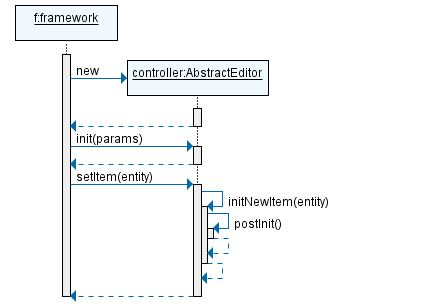 f:framework
new
controller:AbstractEditor
init(params)
setItem(entity)
initNewItem(entity)
postInit()